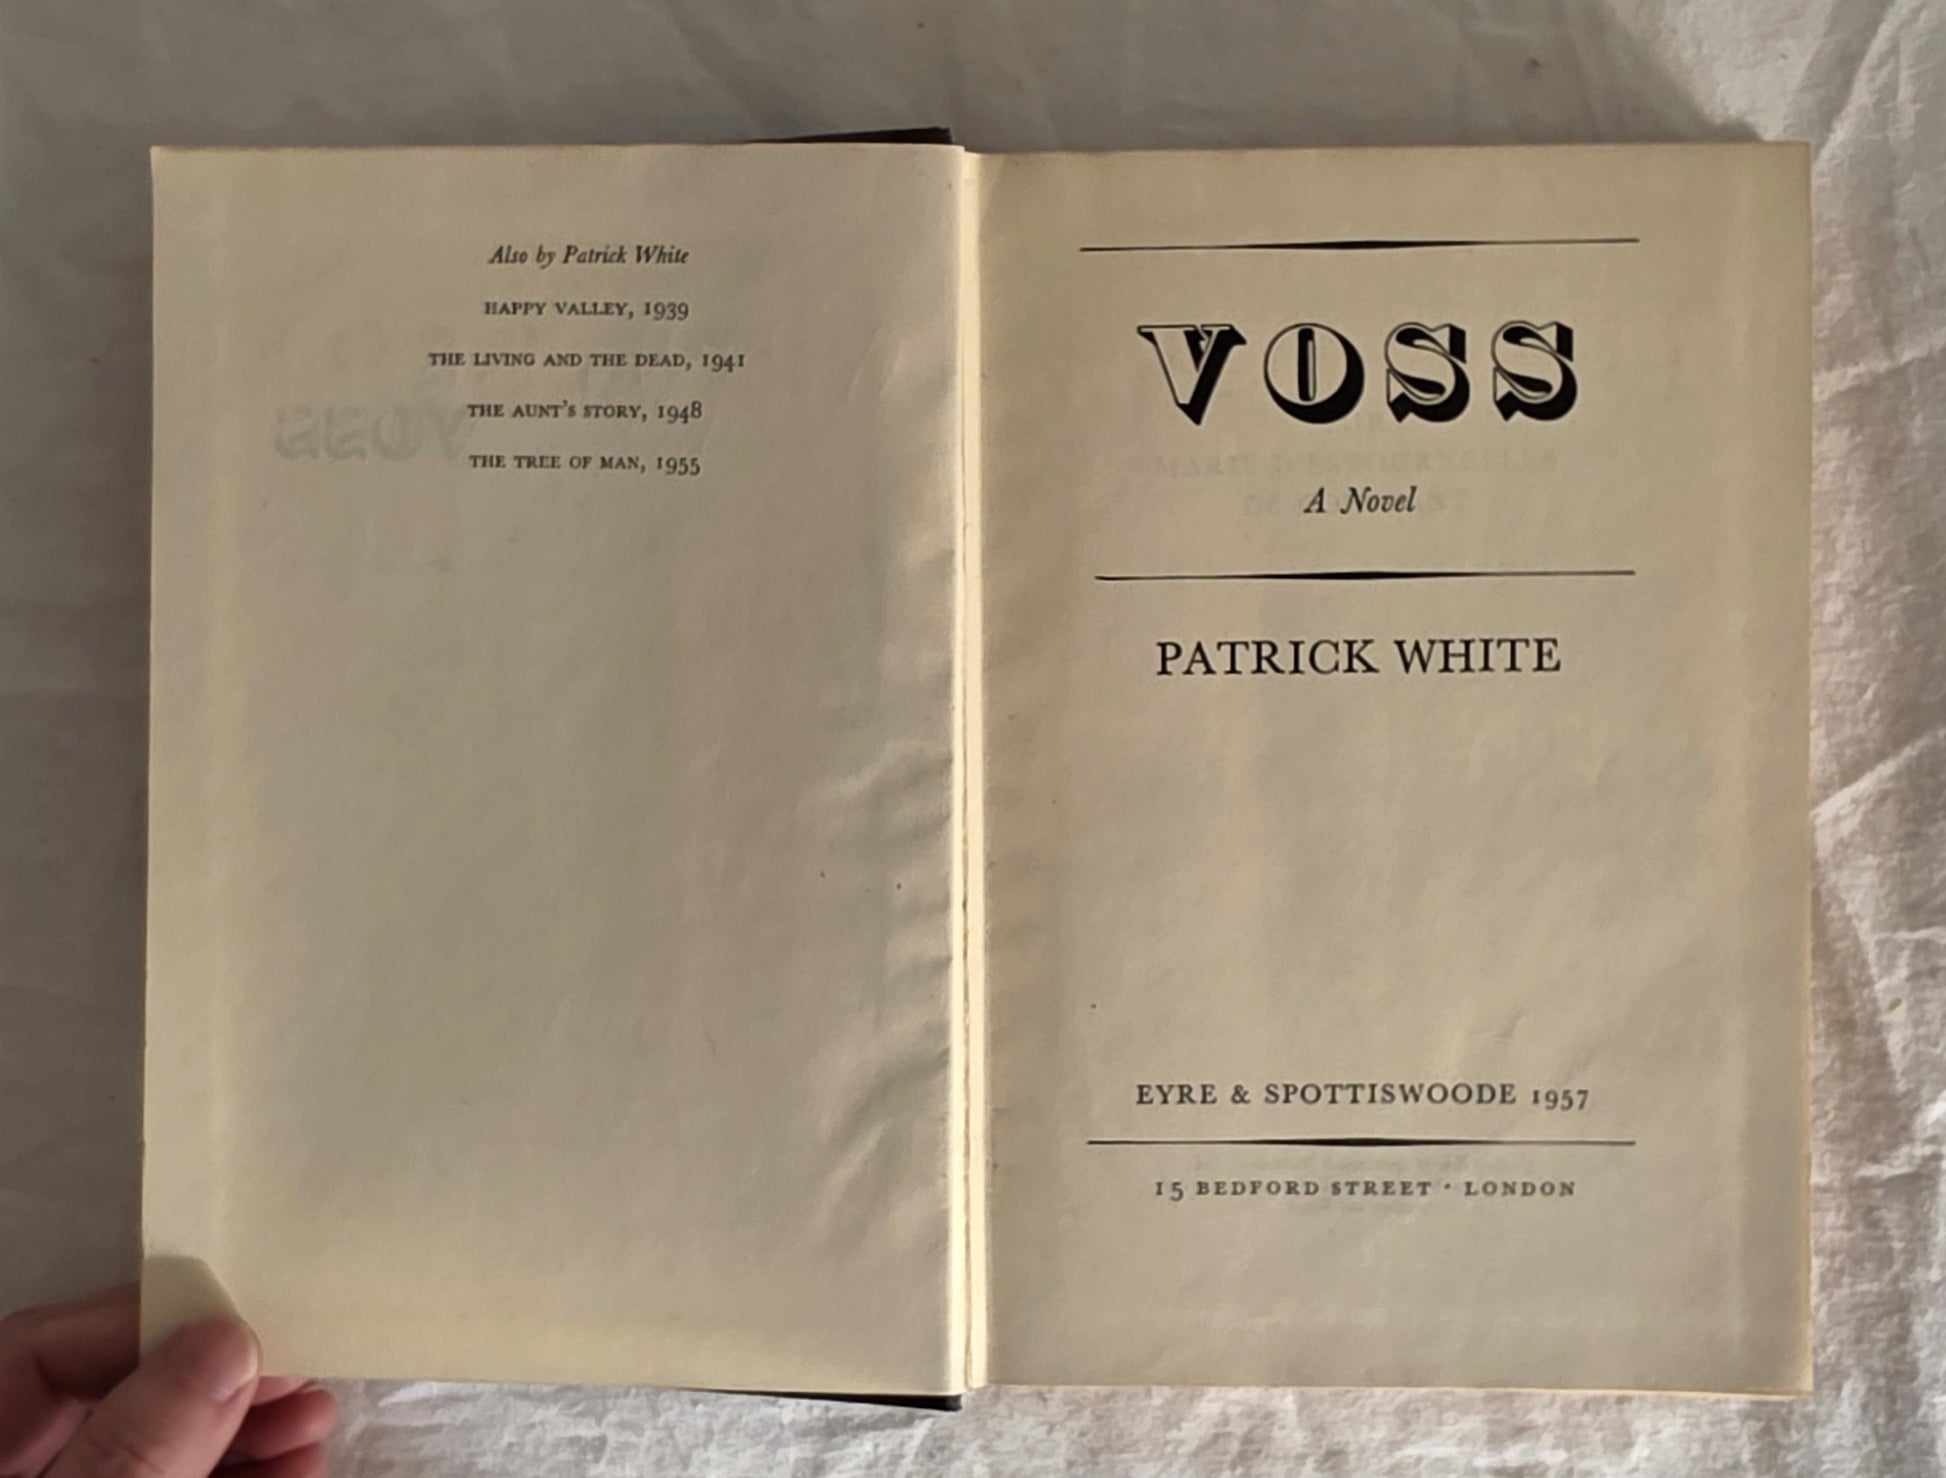 Also by Patrick White
HAPPY VALLEY, 1939
THE LIVING AND THE DEAD, 1941
THE AUNT'S STORY, 1948
THE TREE OF MAN, 1955
VOSS
A Novel
PATRICK WHITE
EYRE & SPOTTISWOODE 1957
15 BEDFORD STREET · LONDON